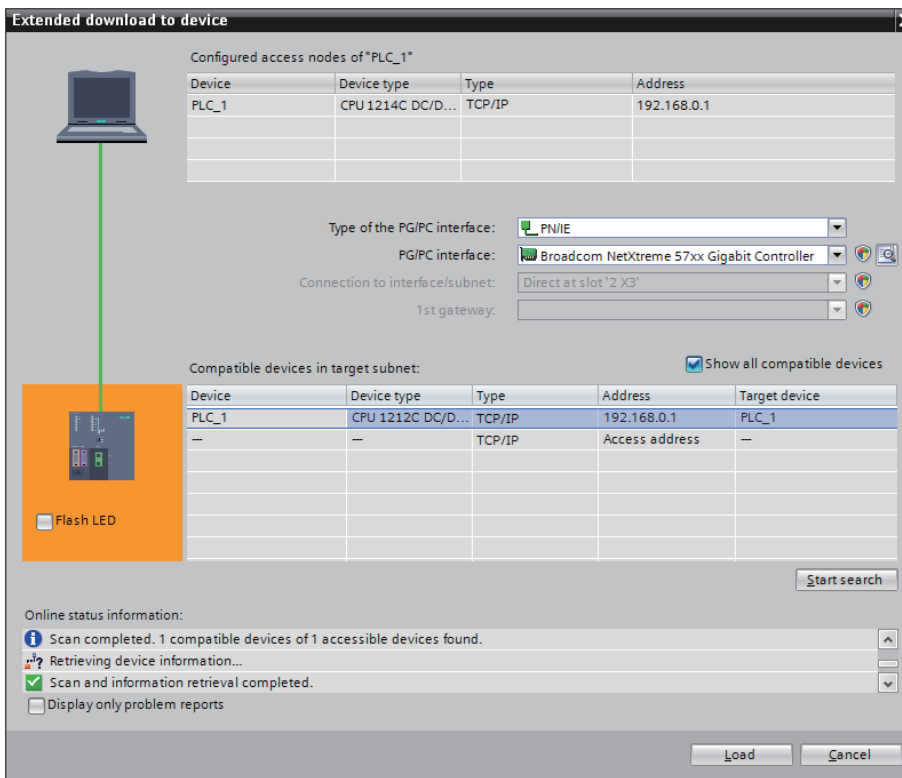 Extended download to device
Configured access nodes of "PLC_1"
Device Device type Type Address
PLC_1 CPU 1214C DC/D... TCP/IP 192.168.0.1
Type of the PG/PC interface: PN/IE
PG/PC interface: Broadcom NetXtreme 57xx Gigabit Controller
Connection to interface/subnet: Direct at slot '2 X3'
1st gateway:
Compatible devices in target subnet: Show all compatible devices
Device Device type Type Address Target device
PLC_1 CPU 1212C DC/D... TCP/IP 192.168.0.1 PLC_1
— — TCP/IP Access address —
Flash LED
Start search
Online status information:
Scan completed. 1 compatible devices of 1 accessible devices found.
Retrieving device information...
Scan and information retrieval completed.
Display only problem reports
Load Cancel